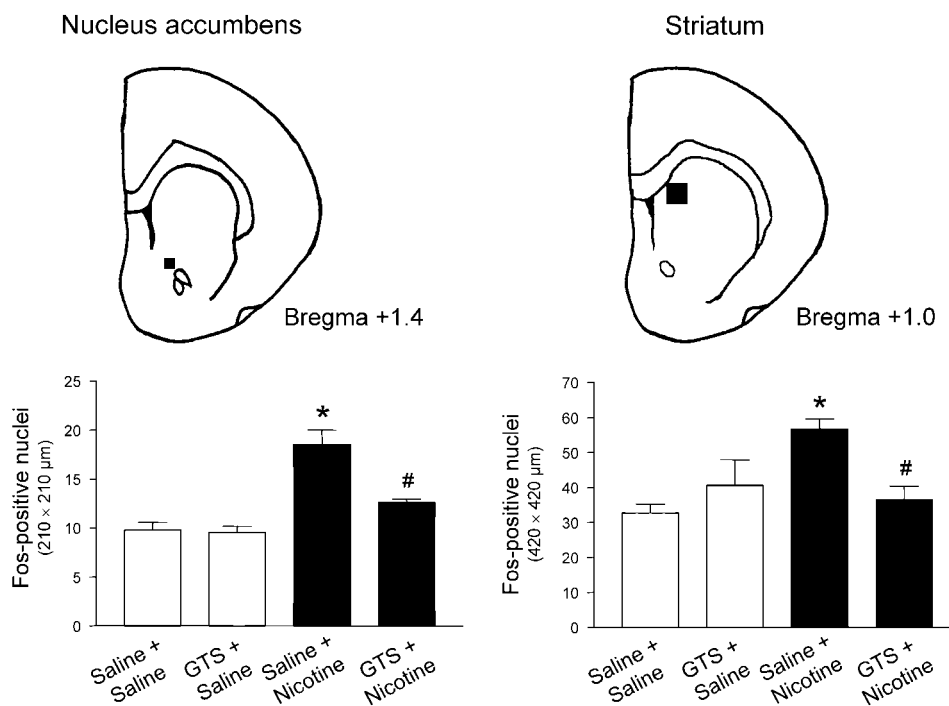 Nucleus accumbens
Bregma +1.4
Fos-positive nuclei
(210 × 210 µm)
25
20
15
10
5
0
*
#
Saline +
Saline
GTS +
Saline
Saline +
Nicotine
GTS +
Nicotine
Striatum
Bregma +1.0
Fos-positive nuclei
(420 × 420 µm)
70
60
50
40
30
20
10
0
*
#
Saline +
Saline
GTS +
Saline
Saline +
Nicotine
GTS +
Nicotine